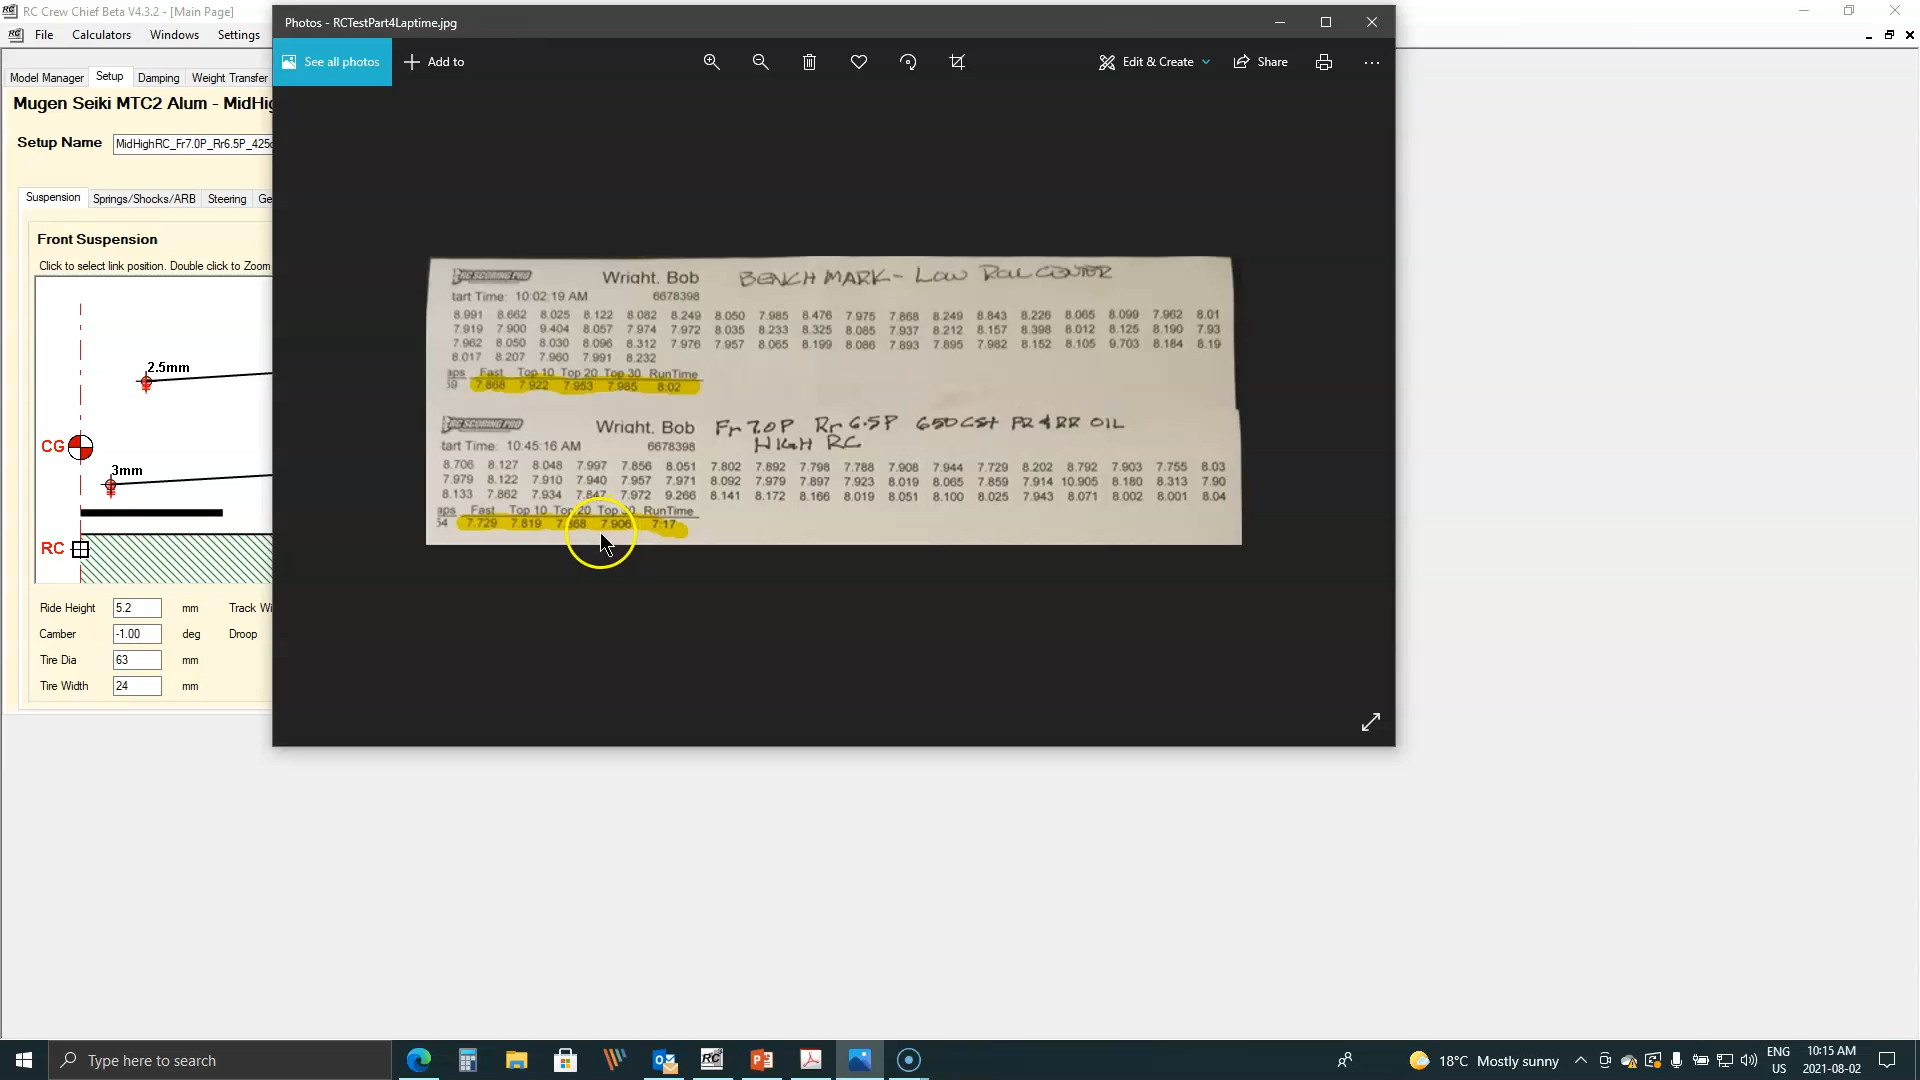 RC Crew Chief Beta V4.3.2 - [Main Page]
File Calculators Windows Settings
Model Manager Setup Damping Weight Transfer
Mugen Seiki MTC2 Alum - MidHig
Setup Name MidHighRC_Fr7.0P_Rr6.5P_425c
Suspension Springs/Shocks/ARB Steering Ge
Front Suspension
Click to select link position. Double click to Zoom
2.5mm
CG
3mm
RC
Ride Height 5.2 mm Track Wi
Camber -1.00 deg Droop
Tire Dia 63 mm
Tire Width 24 mm
Photos - RCTestPart4Laptime.jpg
See all photos Add to Edit & Create Share
RC SCORING PRO Wright, Bob BENCH MARK - LOW ROLL CENTER
tart Time: 10:02:19 AM 6678398
8.991 8.662 8.025 8.122 8.082 8.249 8.050 7.985 8.476 7.975 7.868 8.249 8.843 8.226 8.065 8.099 7.962 8.01
7.919 7.900 9.404 8.057 7.974 7.972 8.035 8.233 8.325 8.085 7.937 8.212 8.157 8.398 8.012 8.125 8.190 7.93
7.962 8.050 8.030 8.096 8.312 7.976 7.957 8.065 8.199 8.086 7.893 7.895 7.982 8.152 8.105 9.703 8.184 8.19
8.017 8.207 7.960 7.991 8.232
aps Fast Top 10 Top 20 Top 30 RunTime
59 7.868 7.922 7.953 7.985 8:02
RC SCORING PRO Wright, Bob Fr 7.0P Rr 6.5P 650CST FR & RR OIL
HIGH RC
tart Time: 10:45:16 AM 6678398
8.706 8.127 8.048 7.997 7.856 8.051 7.802 7.892 7.798 7.788 7.908 7.944 7.729 8.202 8.792 7.903 7.755 8.03
7.979 8.122 7.910 7.940 7.957 7.971 8.092 7.979 7.897 7.923 8.019 8.065 7.859 7.914 10.905 8.180 8.313 7.90
8.133 7.862 7.934 7.847 7.972 9.266 8.141 8.172 8.166 8.019 8.051 8.100 8.025 7.943 8.071 8.002 8.001 8.04
aps Fast Top 10 Top 20 Top 30 RunTime
54 7.729 7.819 7.868 7.906 7:17
Type here to search
18°C Mostly sunny
ENG
US
10:15 AM
2021-08-02